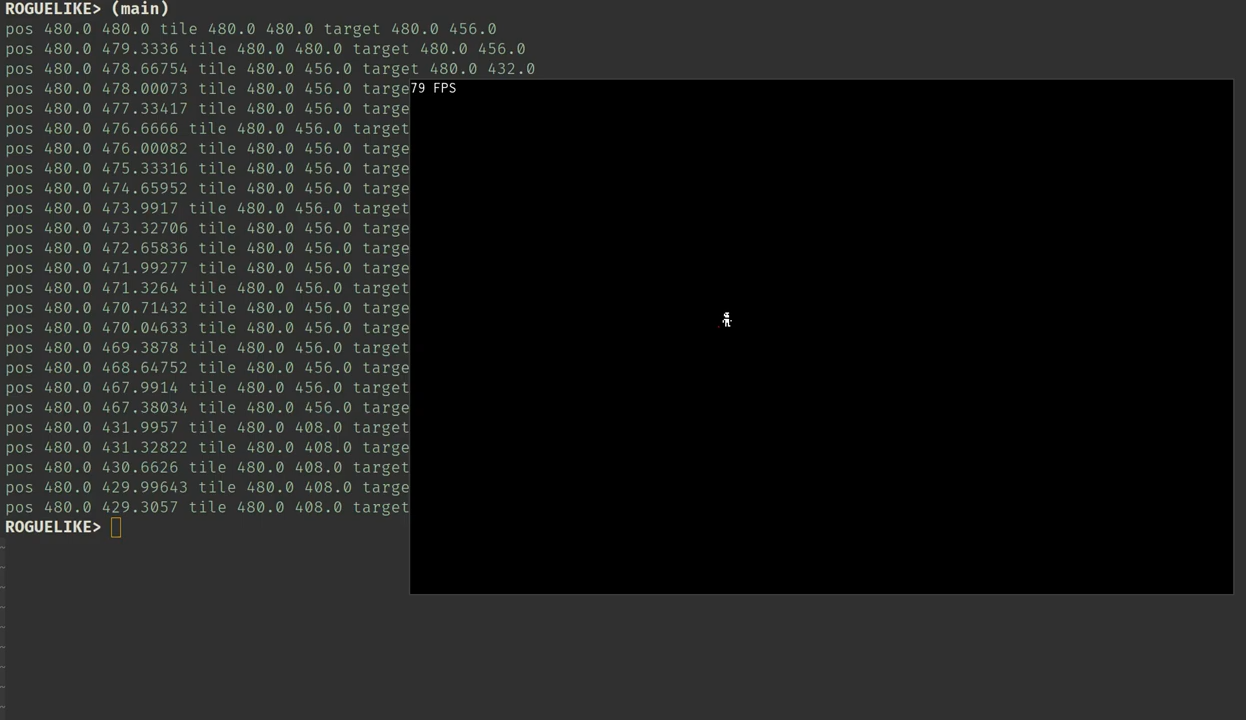 ROGUELIKE> (main)
pos 480.0 480.0 tile 480.0 480.0 target 480.0 456.0
pos 480.0 479.3336 tile 480.0 480.0 target 480.0 456.0
pos 480.0 478.66754 tile 480.0 456.0 target 480.0 432.0
pos 480.0 478.00073 tile 480.0 456.0 targe
79 FPS
pos 480.0 477.33417 tile 480.0 456.0 targe
pos 480.0 476.6666 tile 480.0 456.0 target
pos 480.0 476.00082 tile 480.0 456.0 targe
pos 480.0 475.33316 tile 480.0 456.0 targe
pos 480.0 474.65952 tile 480.0 456.0 targe
pos 480.0 473.9917 tile 480.0 456.0 target
pos 480.0 473.32706 tile 480.0 456.0 targe
pos 480.0 472.65836 tile 480.0 456.0 targe
pos 480.0 471.99277 tile 480.0 456.0 targe
pos 480.0 471.3264 tile 480.0 456.0 target
pos 480.0 470.71432 tile 480.0 456.0 targe
pos 480.0 470.04633 tile 480.0 456.0 targe
pos 480.0 469.3878 tile 480.0 456.0 target
pos 480.0 468.64752 tile 480.0 456.0 targe
pos 480.0 467.9914 tile 480.0 456.0 target
pos 480.0 467.38034 tile 480.0 456.0 targe
pos 480.0 431.9957 tile 480.0 408.0 target
pos 480.0 431.32822 tile 480.0 408.0 targe
pos 480.0 430.6626 tile 480.0 408.0 target
pos 480.0 429.99643 tile 480.0 408.0 targe
pos 480.0 429.3057 tile 480.0 408.0 target
ROGUELIKE>